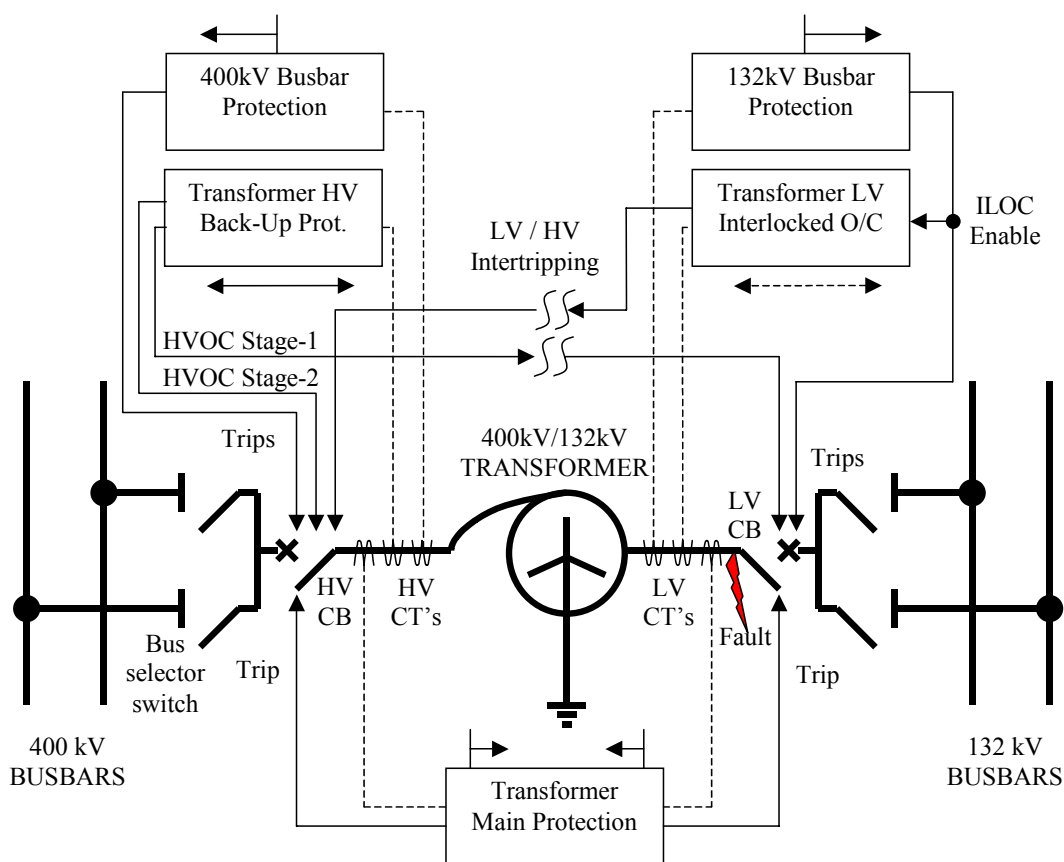 400kV Busbar
Protection
132kV Busbar
Protection
Transformer HV
Back-Up Prot.
LV / HV
Intertripping
Transformer LV
Interlocked O/C
ILOC
Enable
HVOC Stage-1
HVOC Stage-2
Trips
400kV/132kV
TRANSFORMER
LV
CB
Trips
HV
CB
HV
CT's
LV
CT's
Fault
Bus
selector
switch
Trip
Trip
400 kV
BUSBARS
Transformer
Main Protection
132 kV
BUSBARS